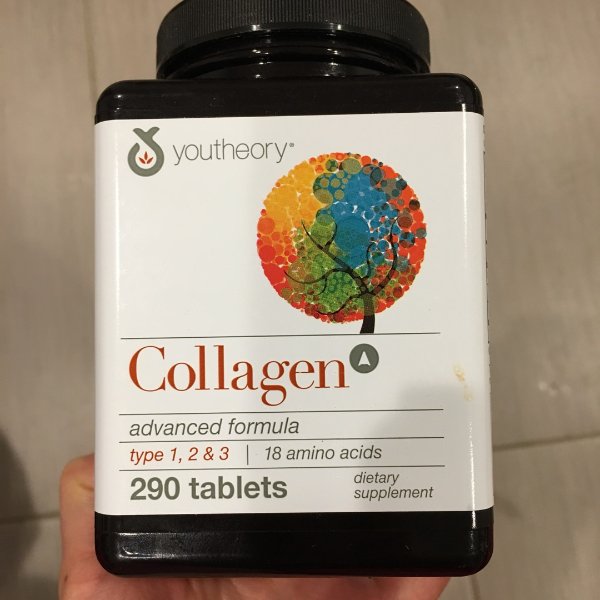 youtheory®
Collagen A
advanced formula
type 1, 2 & 3 | 18 amino acids
290 tablets
dietary
supplement